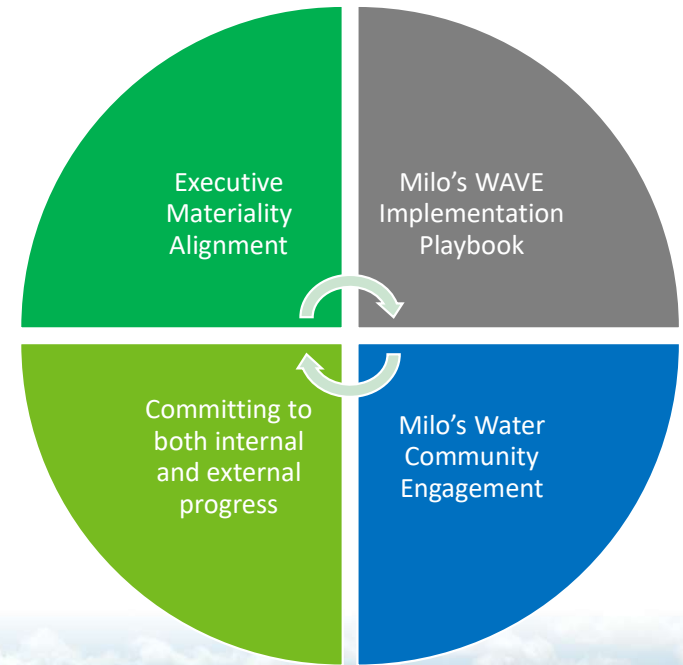 Executive
Materiality
Alignment
Milo’s WAVE
Implementation
Playbook
Committing to
both internal
and external
progress
Milo’s Water
Community
Engagement